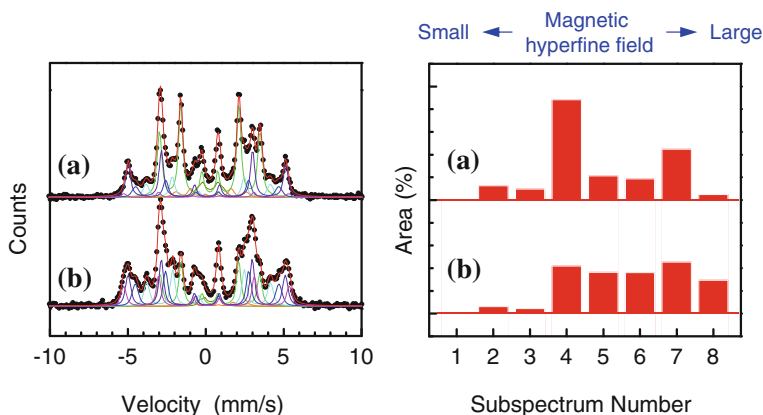 Small ← Magnetic hyperfine field → Large
(a)
(b)
Counts
-10 -5 0 5 10
Velocity (mm/s)
(a)
(b)
Area (%)
1 2 3 4 5 6 7 8
Subspectrum Number